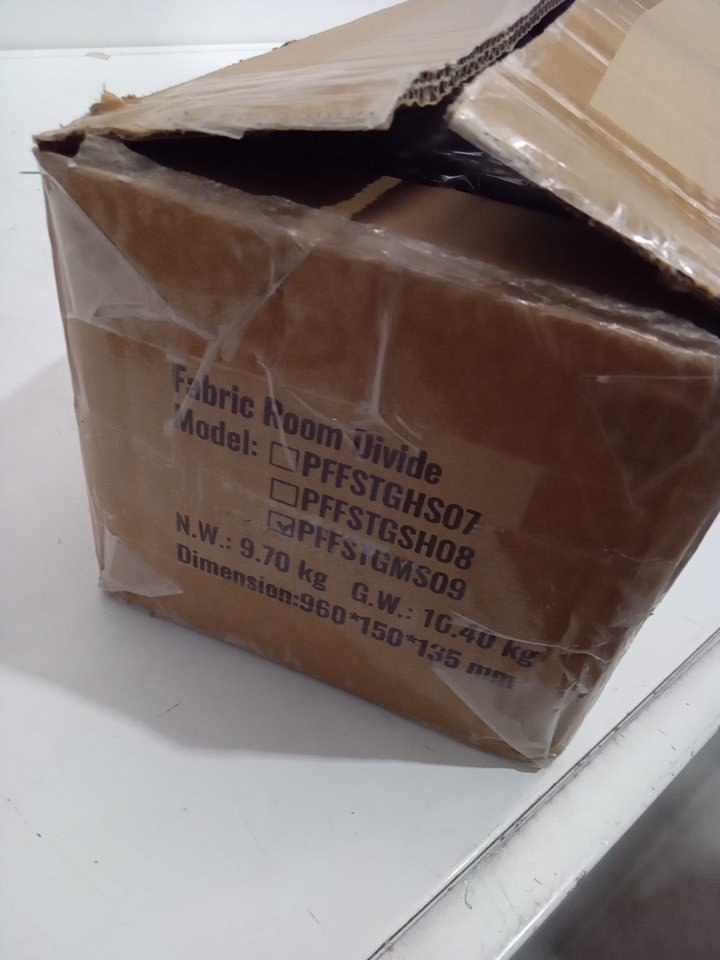 Fabric Room Divide
Model: ☐PFFSTGHS07
☐PFFSTGSH08
☑PFFSTGMS09
N.W.: 9.70 kg G.W.: 10.40 kg
Dimension:960*150*135 mm